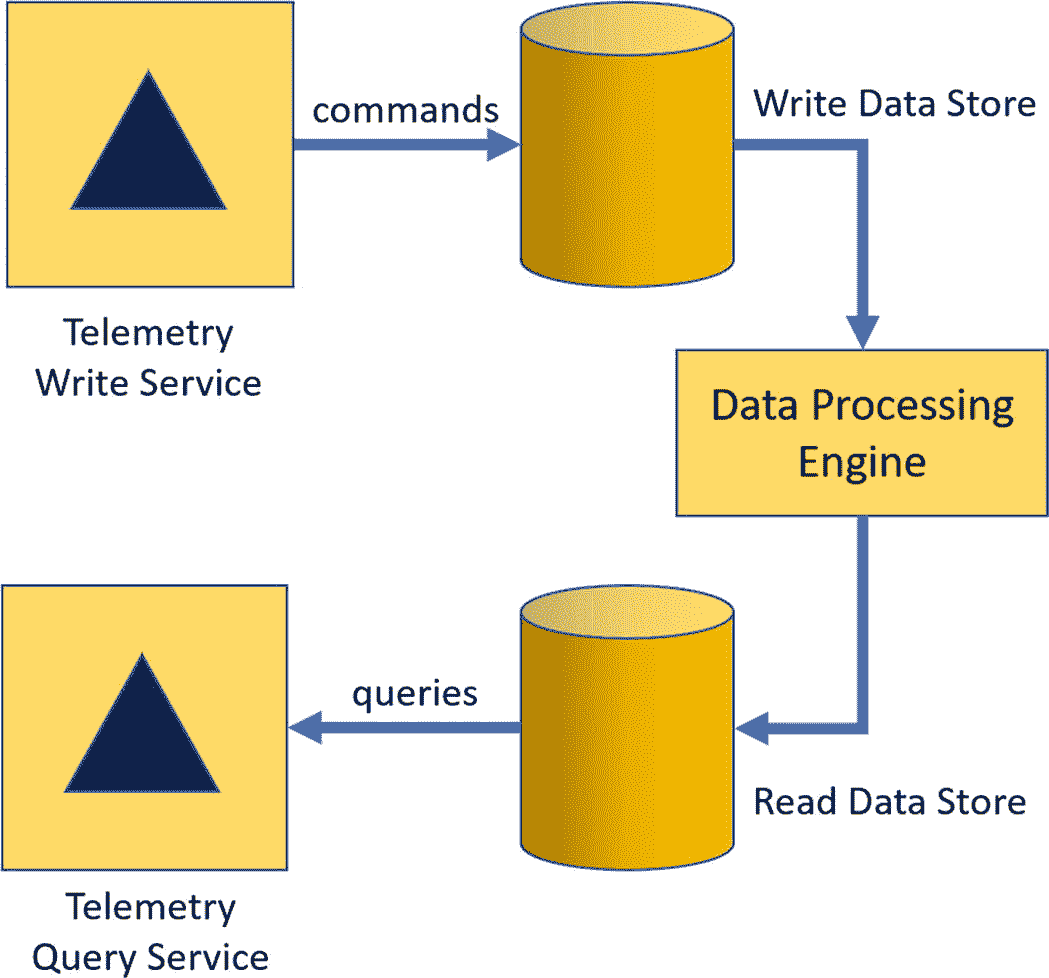 commands
Write Data Store
Telemetry
Write Service
Data Processing
Engine
queries
Read Data Store
Telemetry
Query Service